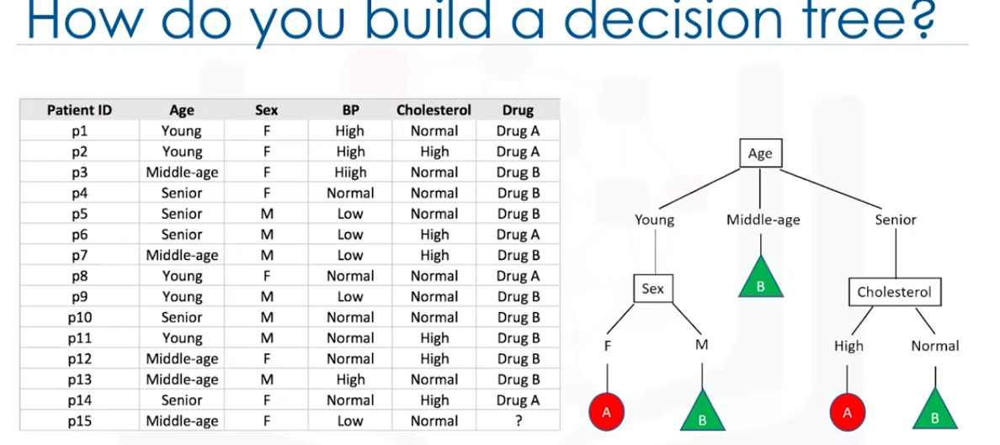 How do you build a decision tree?
Patient ID Age Sex BP Cholesterol Drug
p1 Young F High Normal Drug A
p2 Young F High High Drug A
p3 Middle-age F Hiigh Normal Drug B
p4 Senior F Normal Normal Drug B
p5 Senior M Low Normal Drug B
p6 Senior M Low High Drug A
p7 Middle-age M Low High Drug B
p8 Young F Normal Normal Drug A
p9 Young M Low Normal Drug B
p10 Senior M Normal Normal Drug B
p11 Young M Normal High Drug B
p12 Middle-age F Normal High Drug B
p13 Middle-age M High Normal Drug B
p14 Senior F Normal High Drug A
p15 Middle-age F Low Normal ?
Age
Young Middle-age Senior
Sex B Cholesterol
F M High Normal
A B A B